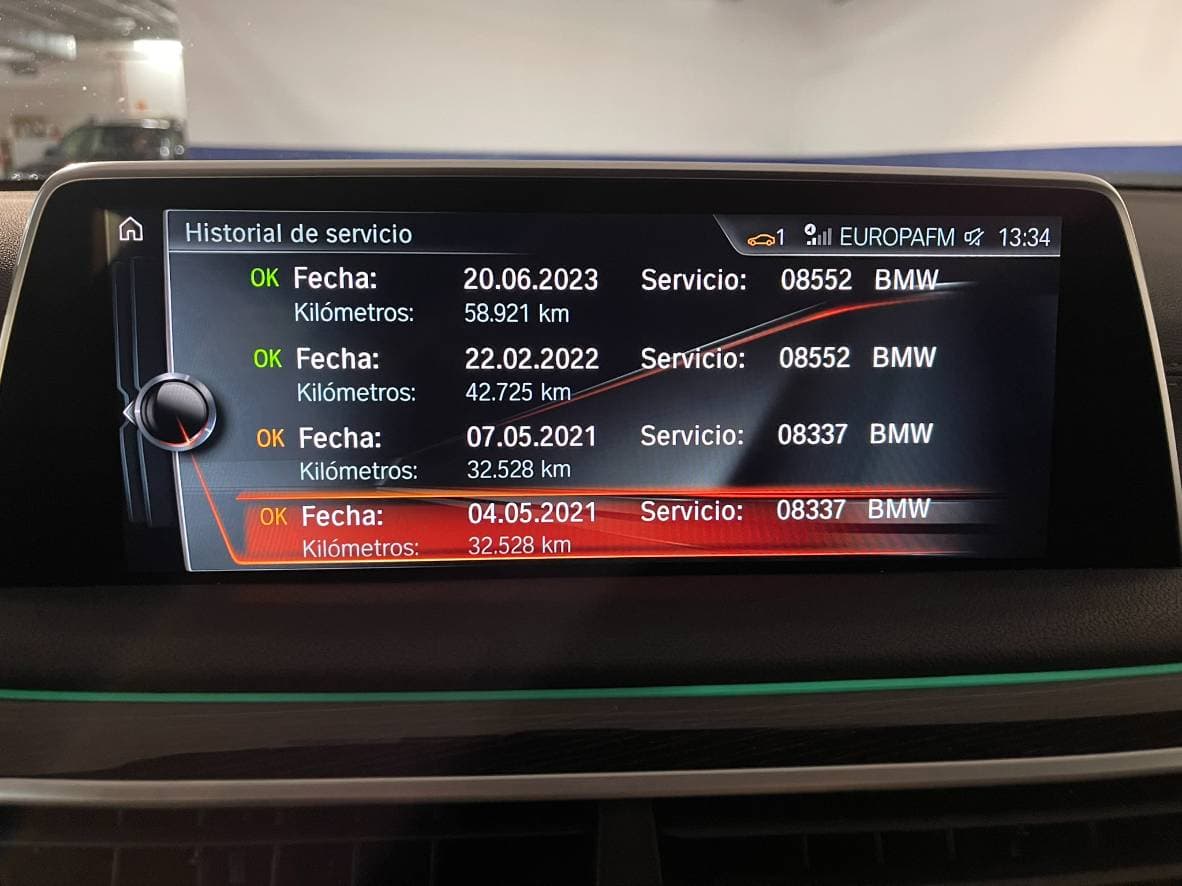 Historial de servicio 1 EUROPAFM 13:34
OK Fecha: 20.06.2023 Servicio: 08552 BMW
Kilómetros: 58.921 km
OK Fecha: 22.02.2022 Servicio: 08552 BMW
Kilómetros: 42.725 km
OK Fecha: 07.05.2021 Servicio: 08337 BMW
Kilómetros: 32.528 km
OK Fecha: 04.05.2021 Servicio: 08337 BMW
Kilómetros: 32.528 km